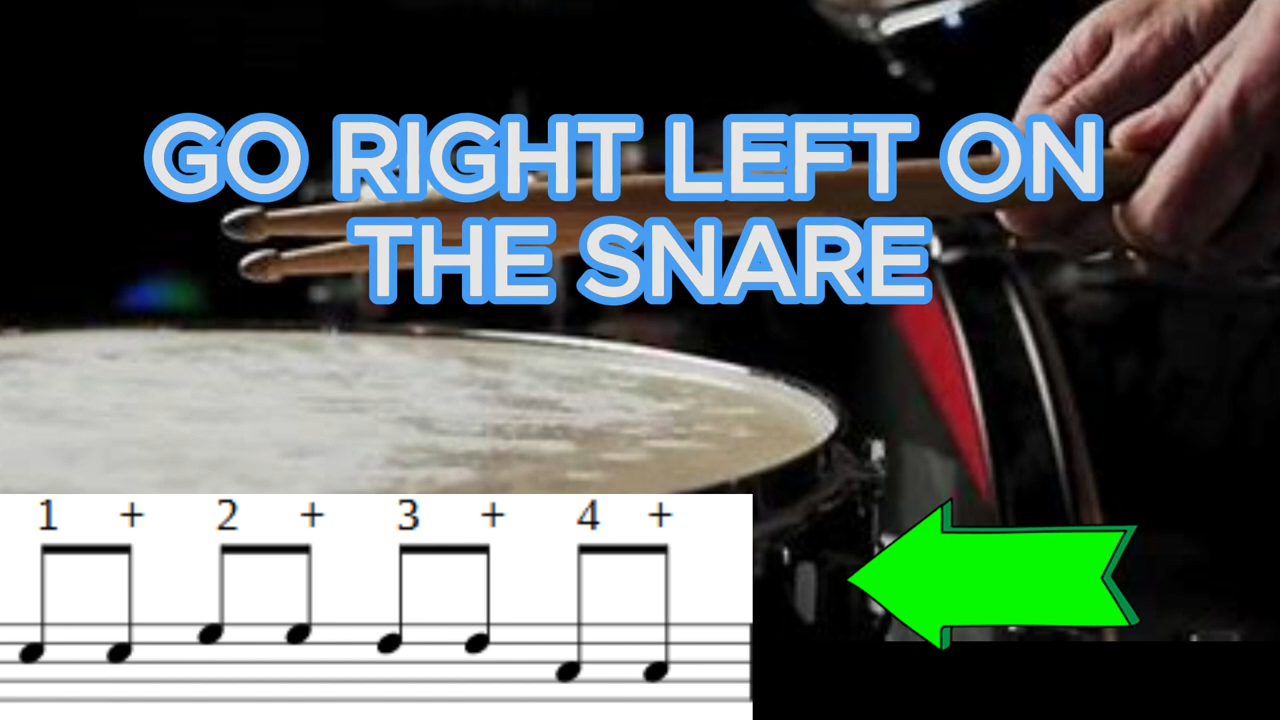 GO RIGHT LEFT ON
THE SNARE
1 + 2 + 3 + 4 +